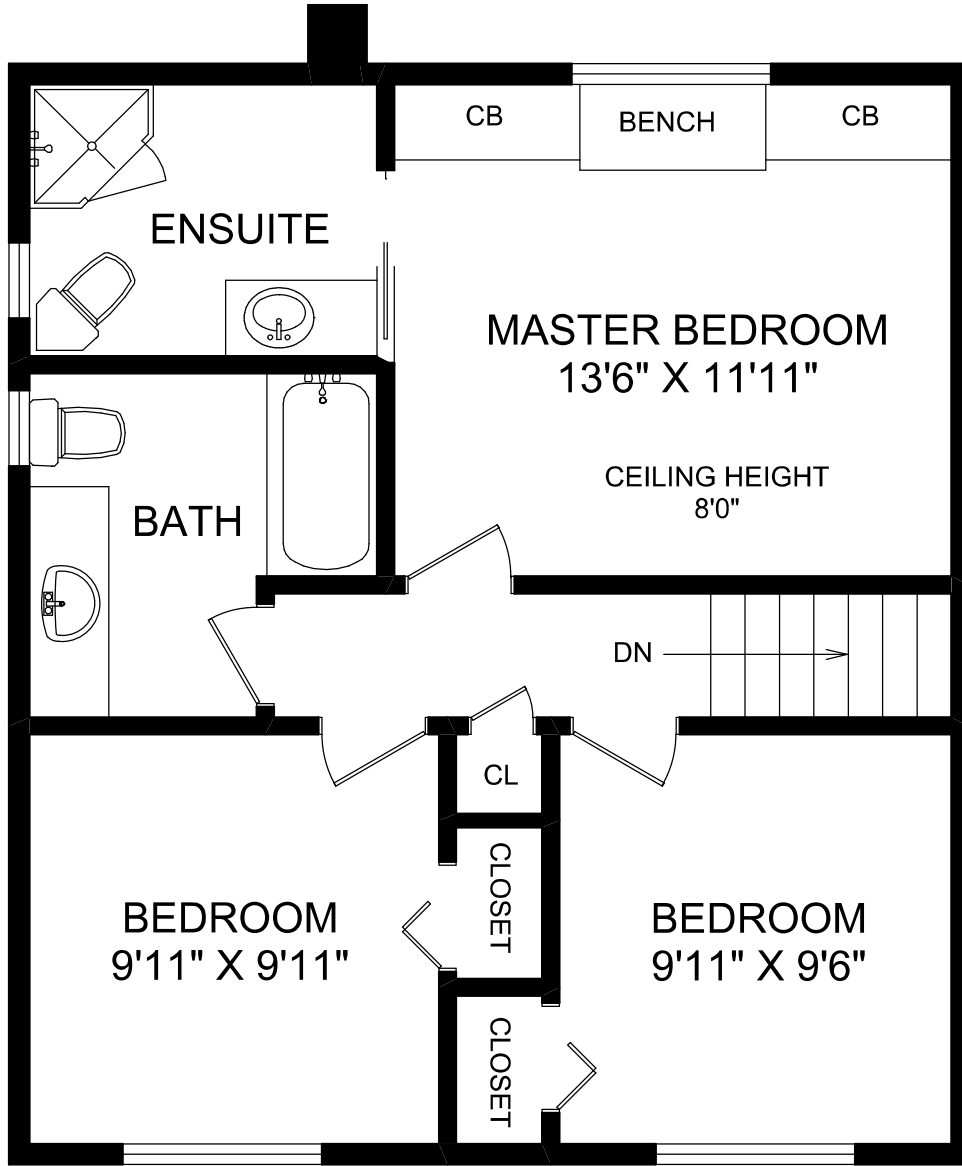 CB
BENCH
CB
ENSUITE
MASTER BEDROOM
13'6" X 11'11"
CEILING HEIGHT
8'0"
BATH
DN
CL
CLOSET
BEDROOM
9'11" X 9'11"
BEDROOM
9'11" X 9'6"
CLOSET